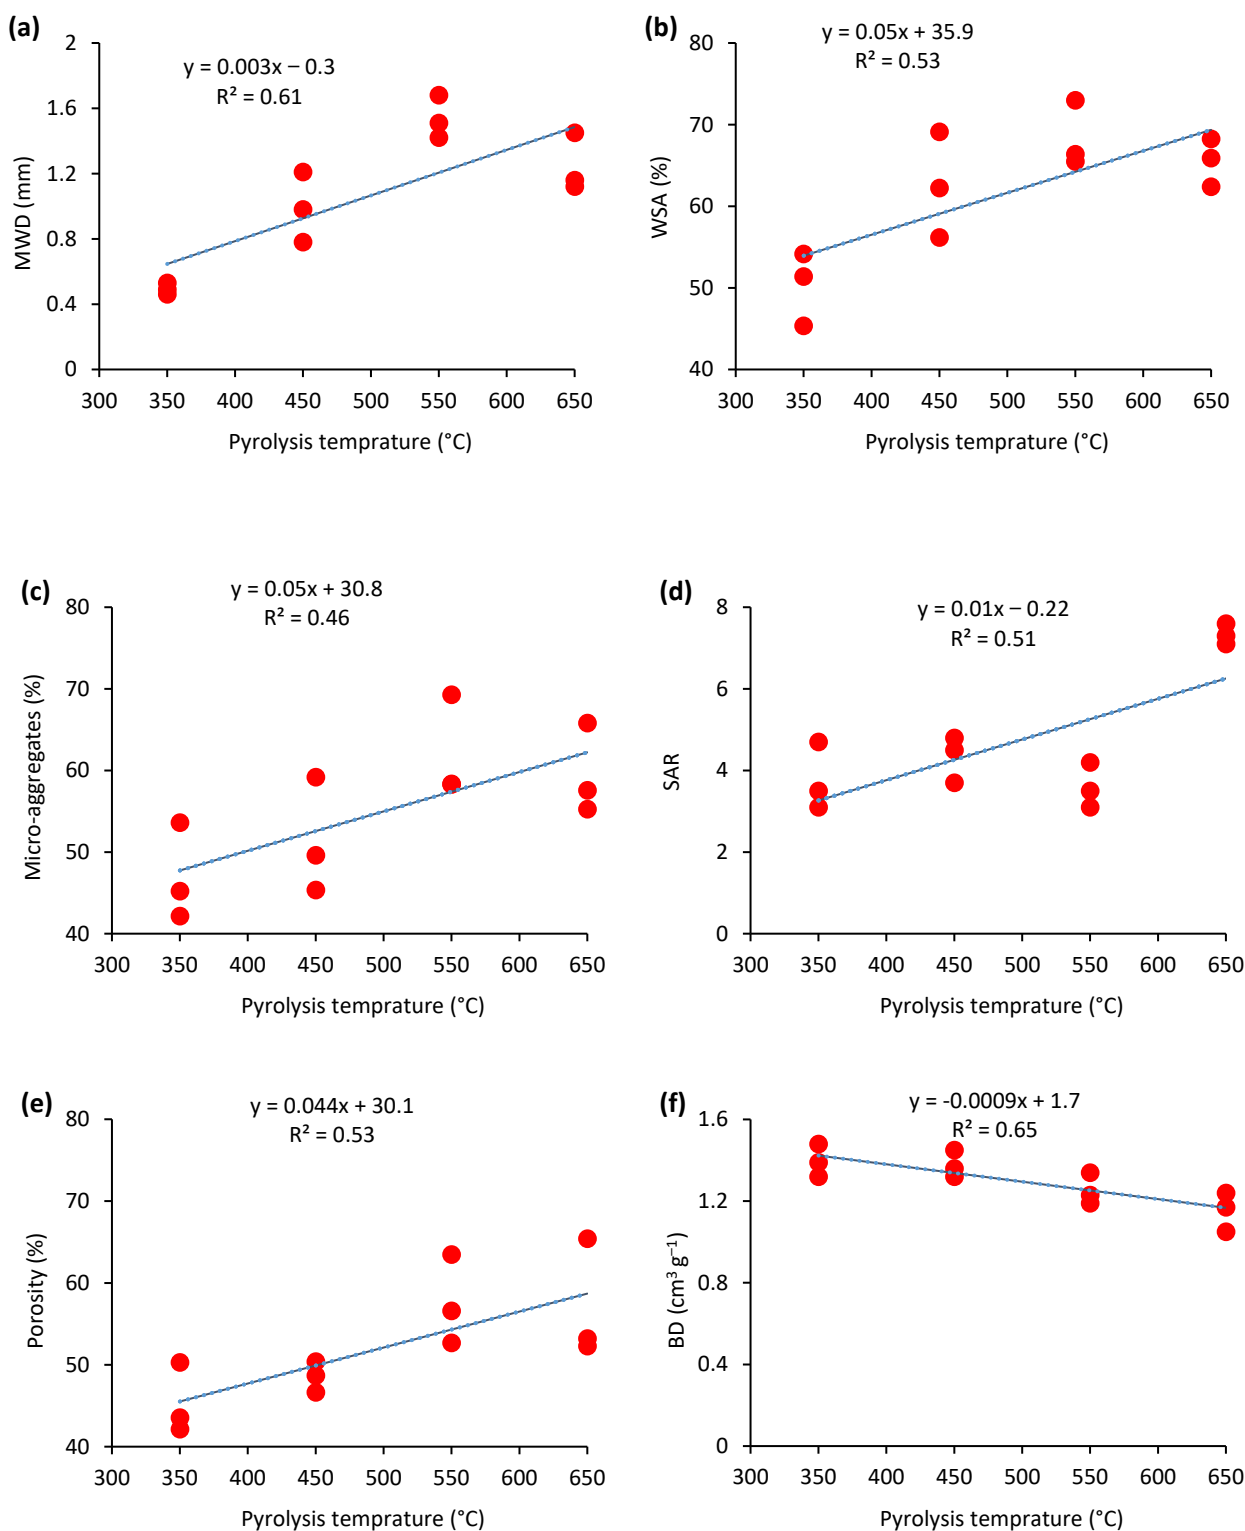 (a)
y = 0.003x – 0.3
R² = 0.61
2
1.6
1.2
0.8
0.4
0
MWD (mm)
300 350 400 450 500 550 600 650
Pyrolysis temprature (°C)
(b)
y = 0.05x + 35.9
R² = 0.53
80
70
60
50
40
WSA (%)
300 350 400 450 500 550 600 650
Pyrolysis temprature (°C)
(c)
y = 0.05x + 30.8
R² = 0.46
80
70
60
50
40
Micro-aggregates (%)
300 350 400 450 500 550 600 650
Pyrolysis temprature (°C)
(d)
y = 0.01x – 0.22
R² = 0.51
8
6
4
2
0
SAR
300 350 400 450 500 550 600 650
Pyrolysis temprature (°C)
(e)
y = 0.044x + 30.1
R² = 0.53
80
70
60
50
40
Porosity (%)
300 350 400 450 500 550 600 650
Pyrolysis temprature (°C)
(f)
y = -0.0009x + 1.7
R² = 0.65
1.6
1.2
0.8
0.4
0
BD (cm³ g⁻¹)
300 350 400 450 500 550 600 650
Pyrolysis temprature (°C)